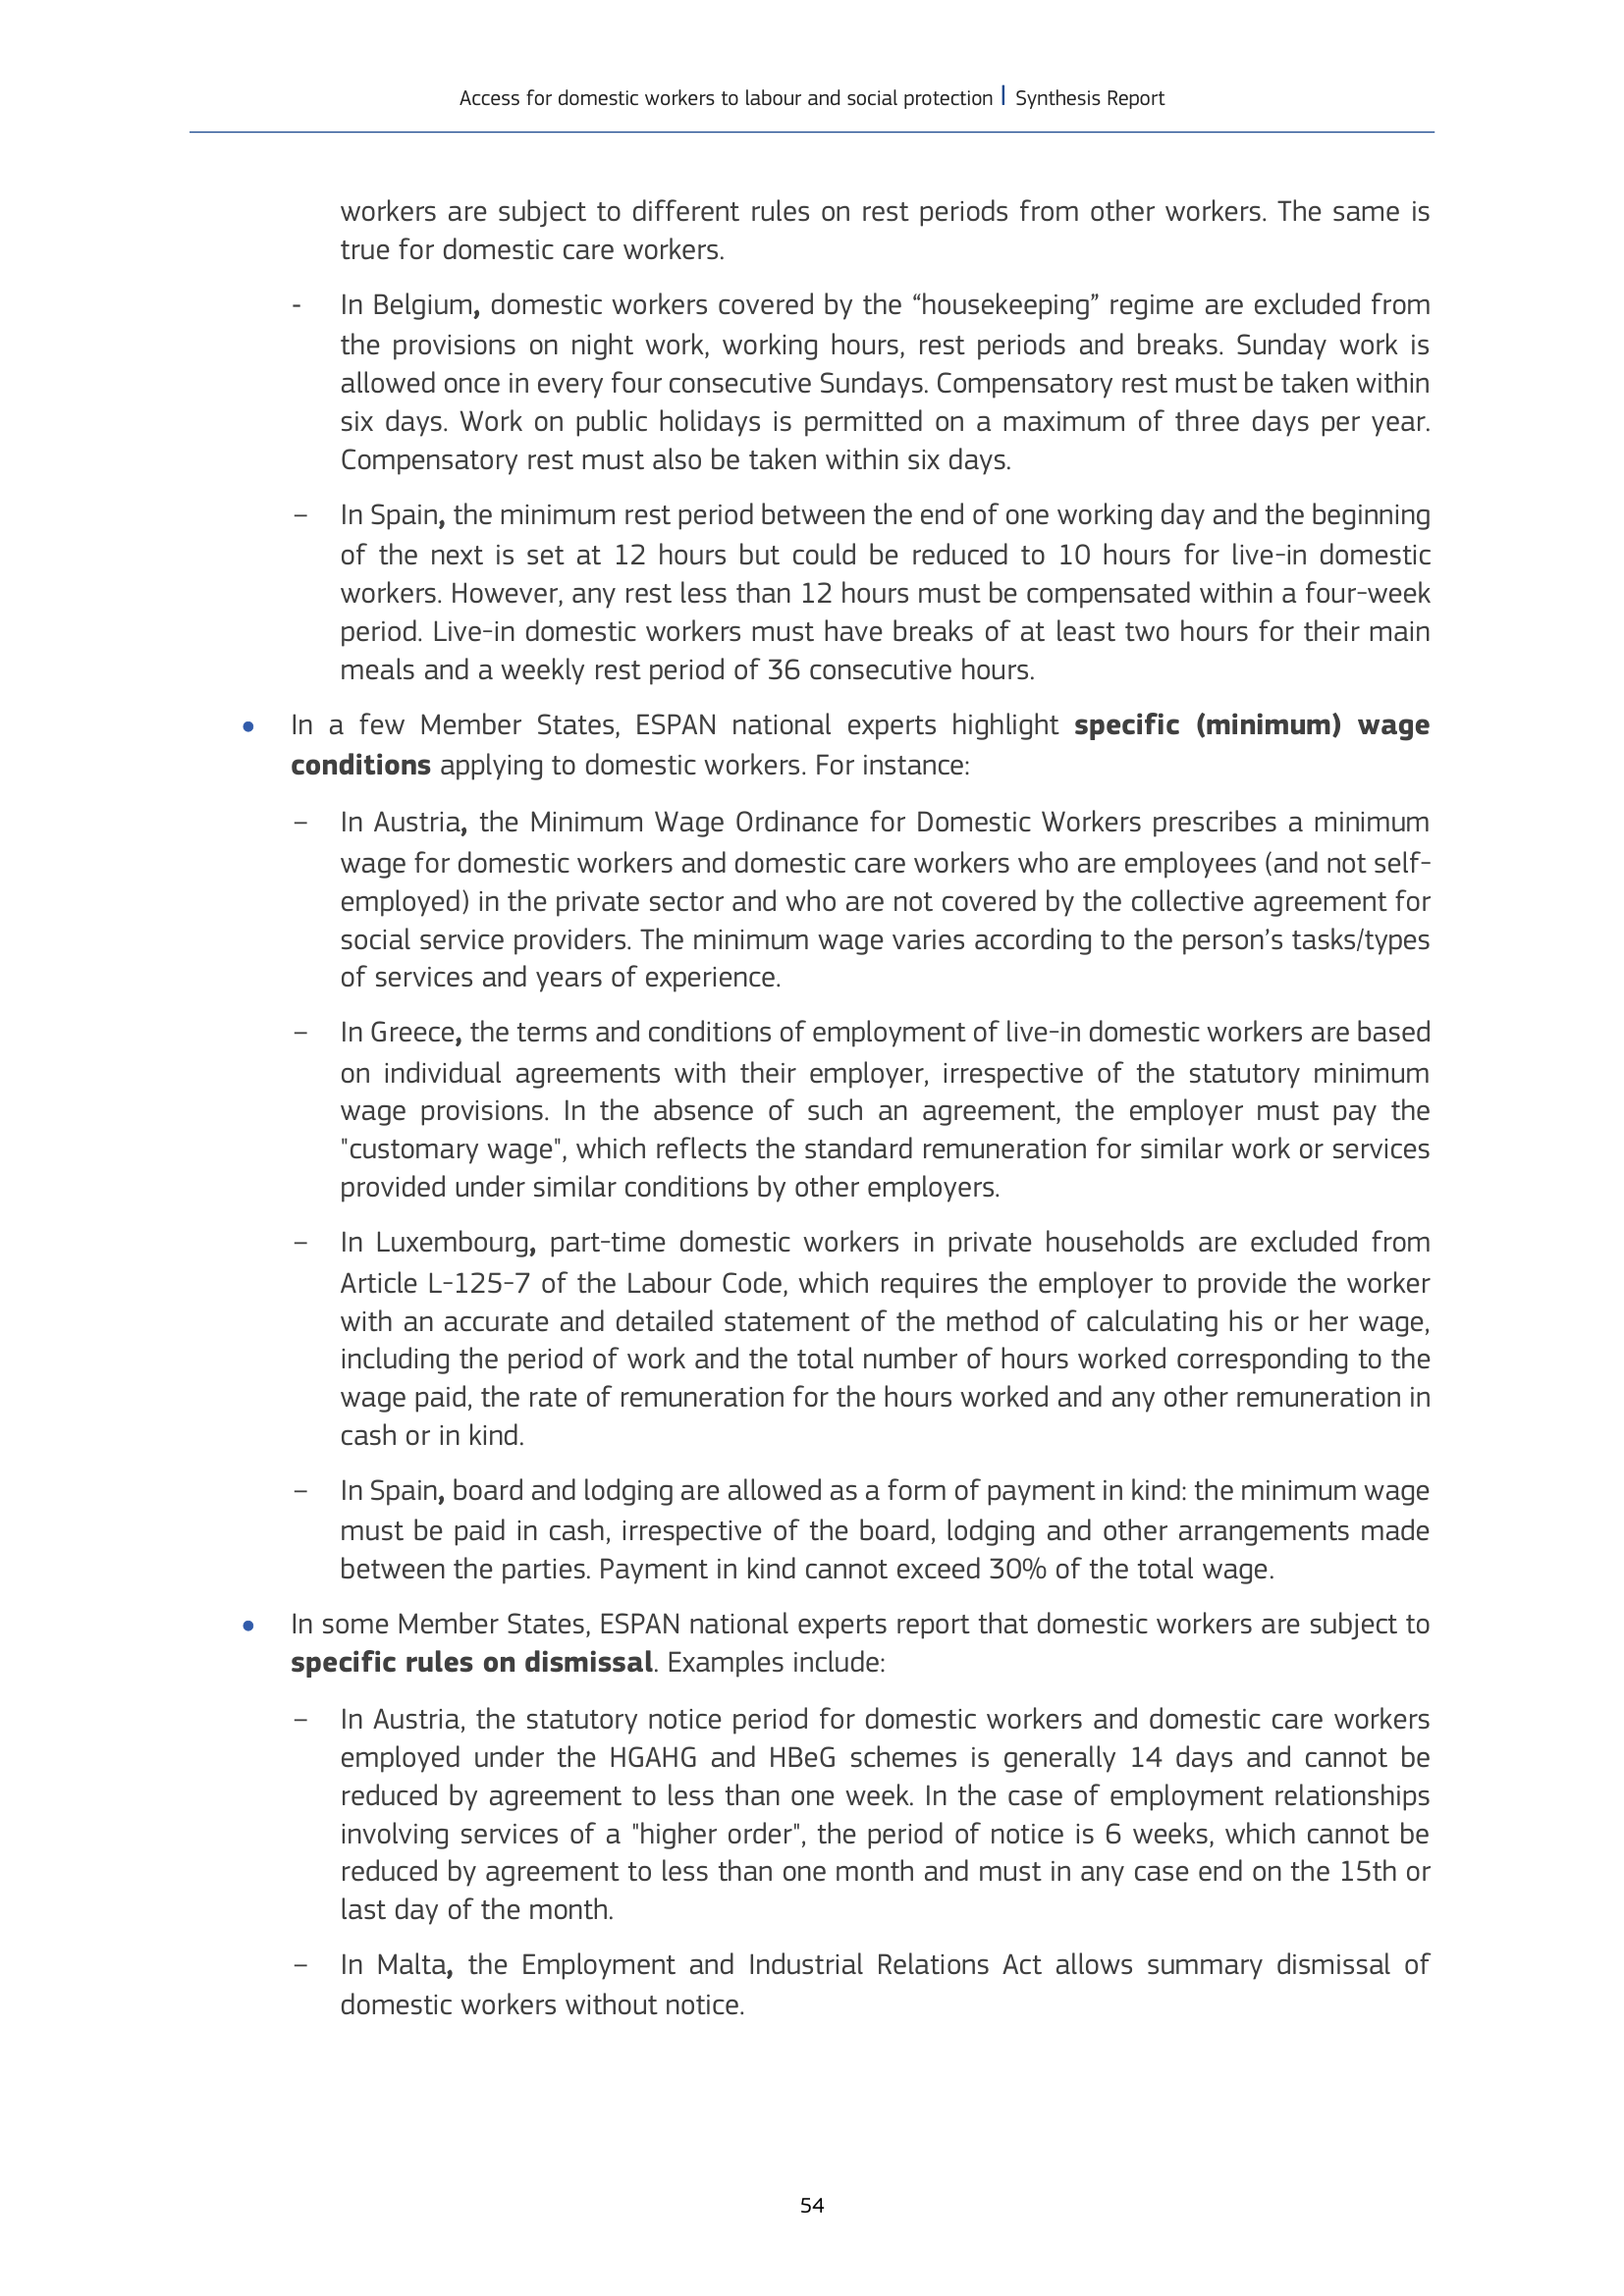 Access for domestic workers to labour and social protection | Synthesis Report
workers are subject to different rules on rest periods from other workers. The same is
true for domestic care workers.
- In Belgium, domestic workers covered by the “housekeeping” regime are excluded from
the provisions on night work, working hours, rest periods and breaks. Sunday work is
allowed once in every four consecutive Sundays. Compensatory rest must be taken within
six days. Work on public holidays is permitted on a maximum of three days per year.
Compensatory rest must also be taken within six days.
– In Spain, the minimum rest period between the end of one working day and the beginning
of the next is set at 12 hours but could be reduced to 10 hours for live-in domestic
workers. However, any rest less than 12 hours must be compensated within a four-week
period. Live-in domestic workers must have breaks of at least two hours for their main
meals and a weekly rest period of 36 consecutive hours.
• In a few Member States, ESPAN national experts highlight specific (minimum) wage
conditions applying to domestic workers. For instance:
– In Austria, the Minimum Wage Ordinance for Domestic Workers prescribes a minimum
wage for domestic workers and domestic care workers who are employees (and not self-
employed) in the private sector and who are not covered by the collective agreement for
social service providers. The minimum wage varies according to the person’s tasks/types
of services and years of experience.
– In Greece, the terms and conditions of employment of live-in domestic workers are based
on individual agreements with their employer, irrespective of the statutory minimum
wage provisions. In the absence of such an agreement, the employer must pay the
"customary wage", which reflects the standard remuneration for similar work or services
provided under similar conditions by other employers.
– In Luxembourg, part-time domestic workers in private households are excluded from
Article L-125-7 of the Labour Code, which requires the employer to provide the worker
with an accurate and detailed statement of the method of calculating his or her wage,
including the period of work and the total number of hours worked corresponding to the
wage paid, the rate of remuneration for the hours worked and any other remuneration in
cash or in kind.
– In Spain, board and lodging are allowed as a form of payment in kind: the minimum wage
must be paid in cash, irrespective of the board, lodging and other arrangements made
between the parties. Payment in kind cannot exceed 30% of the total wage.
• In some Member States, ESPAN national experts report that domestic workers are subject to
specific rules on dismissal. Examples include:
– In Austria, the statutory notice period for domestic workers and domestic care workers
employed under the HGAHG and HBeG schemes is generally 14 days and cannot be
reduced by agreement to less than one week. In the case of employment relationships
involving services of a "higher order", the period of notice is 6 weeks, which cannot be
reduced by agreement to less than one month and must in any case end on the 15th or
last day of the month.
– In Malta, the Employment and Industrial Relations Act allows summary dismissal of
domestic workers without notice.
54